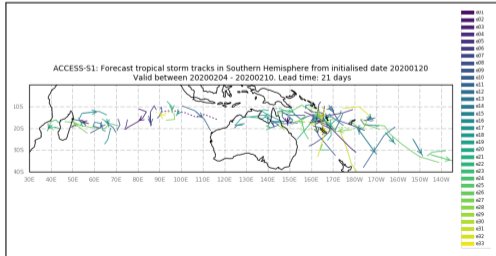 ACCESS-S1: Forecast tropical storm tracks in Southern Hemisphere from initialised date 20200120
Valid between 20200204 - 20200210. Lead time: 21 days
10S
20S
30S
40S
40E 50E 60E 70E 80E 90E 100E 110E 120E 130E 140E 150E 160E 170E 180E 170W 160W 150W 140W
e01
e02
e03
e04
e05
e06
e07
e08
e09
e10
e11
e12
e13
e14
e15
e16
e17
e18
e19
e20
e21
e22
e23
e24
e25
e26
e27
e28
e29
e30
e31
e32
e33